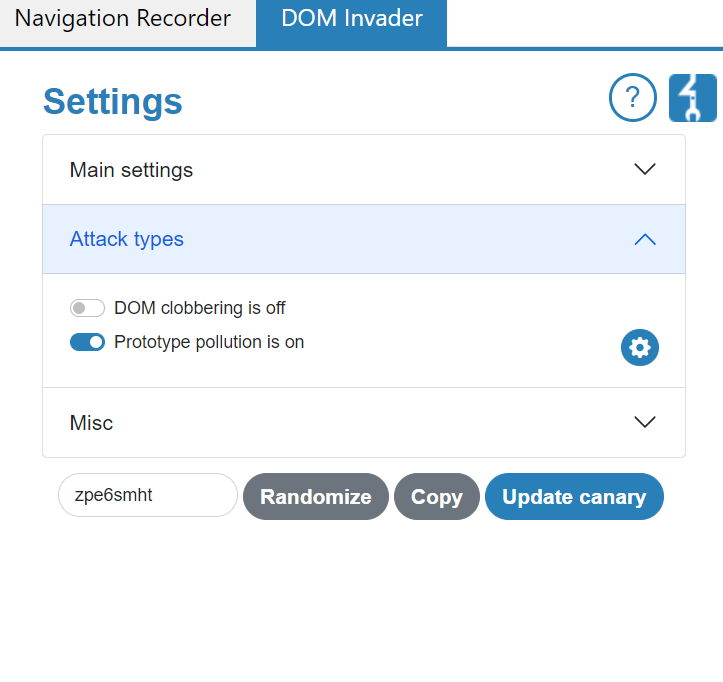 Navigation Recorder
DOM Invader
Settings
?
Main settings
Attack types
DOM clobbering is off
Prototype pollution is on
Misc
zpe6smht
Randomize
Copy
Update canary